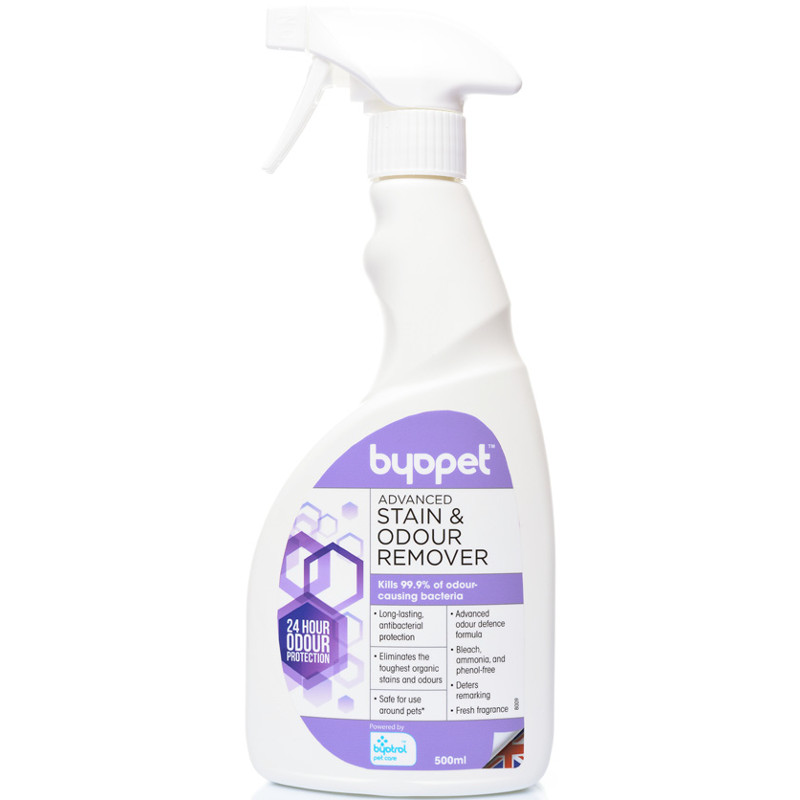 byopet™
ADVANCED
STAIN &
ODOUR
REMOVER
Kills 99.9% of odour-
causing bacteria
24 HOUR
ODOUR
PROTECTION
• Long-lasting,
antibacterial
protection
• Eliminates the
toughest organic
stains and odours
• Safe for use
around pets*
• Advanced
odour defence
formula
• Bleach,
ammonia, and
phenol-free
• Deters
remarking
• Fresh fragrance
Powered by
byotrol™
pet care
500ml